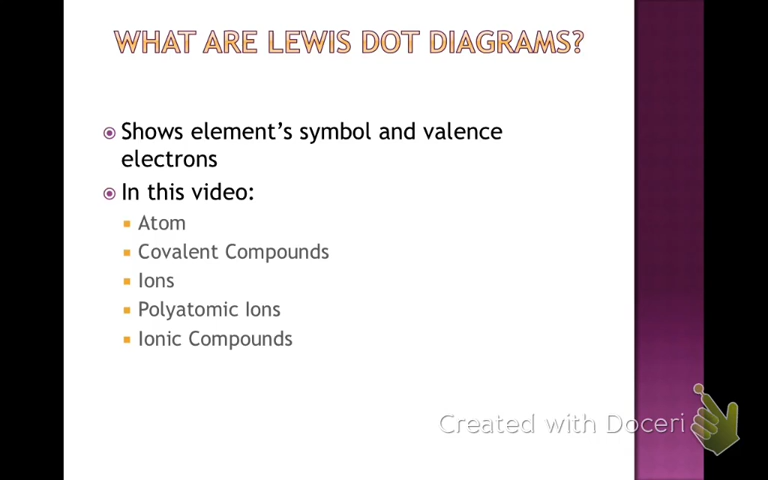 WHAT ARE LEWIS DOT DIAGRAMS?
Shows element's symbol and valence
electrons
In this video:
Atom
Covalent Compounds
Ions
Polyatomic Ions
Ionic Compounds
Created with Doceri